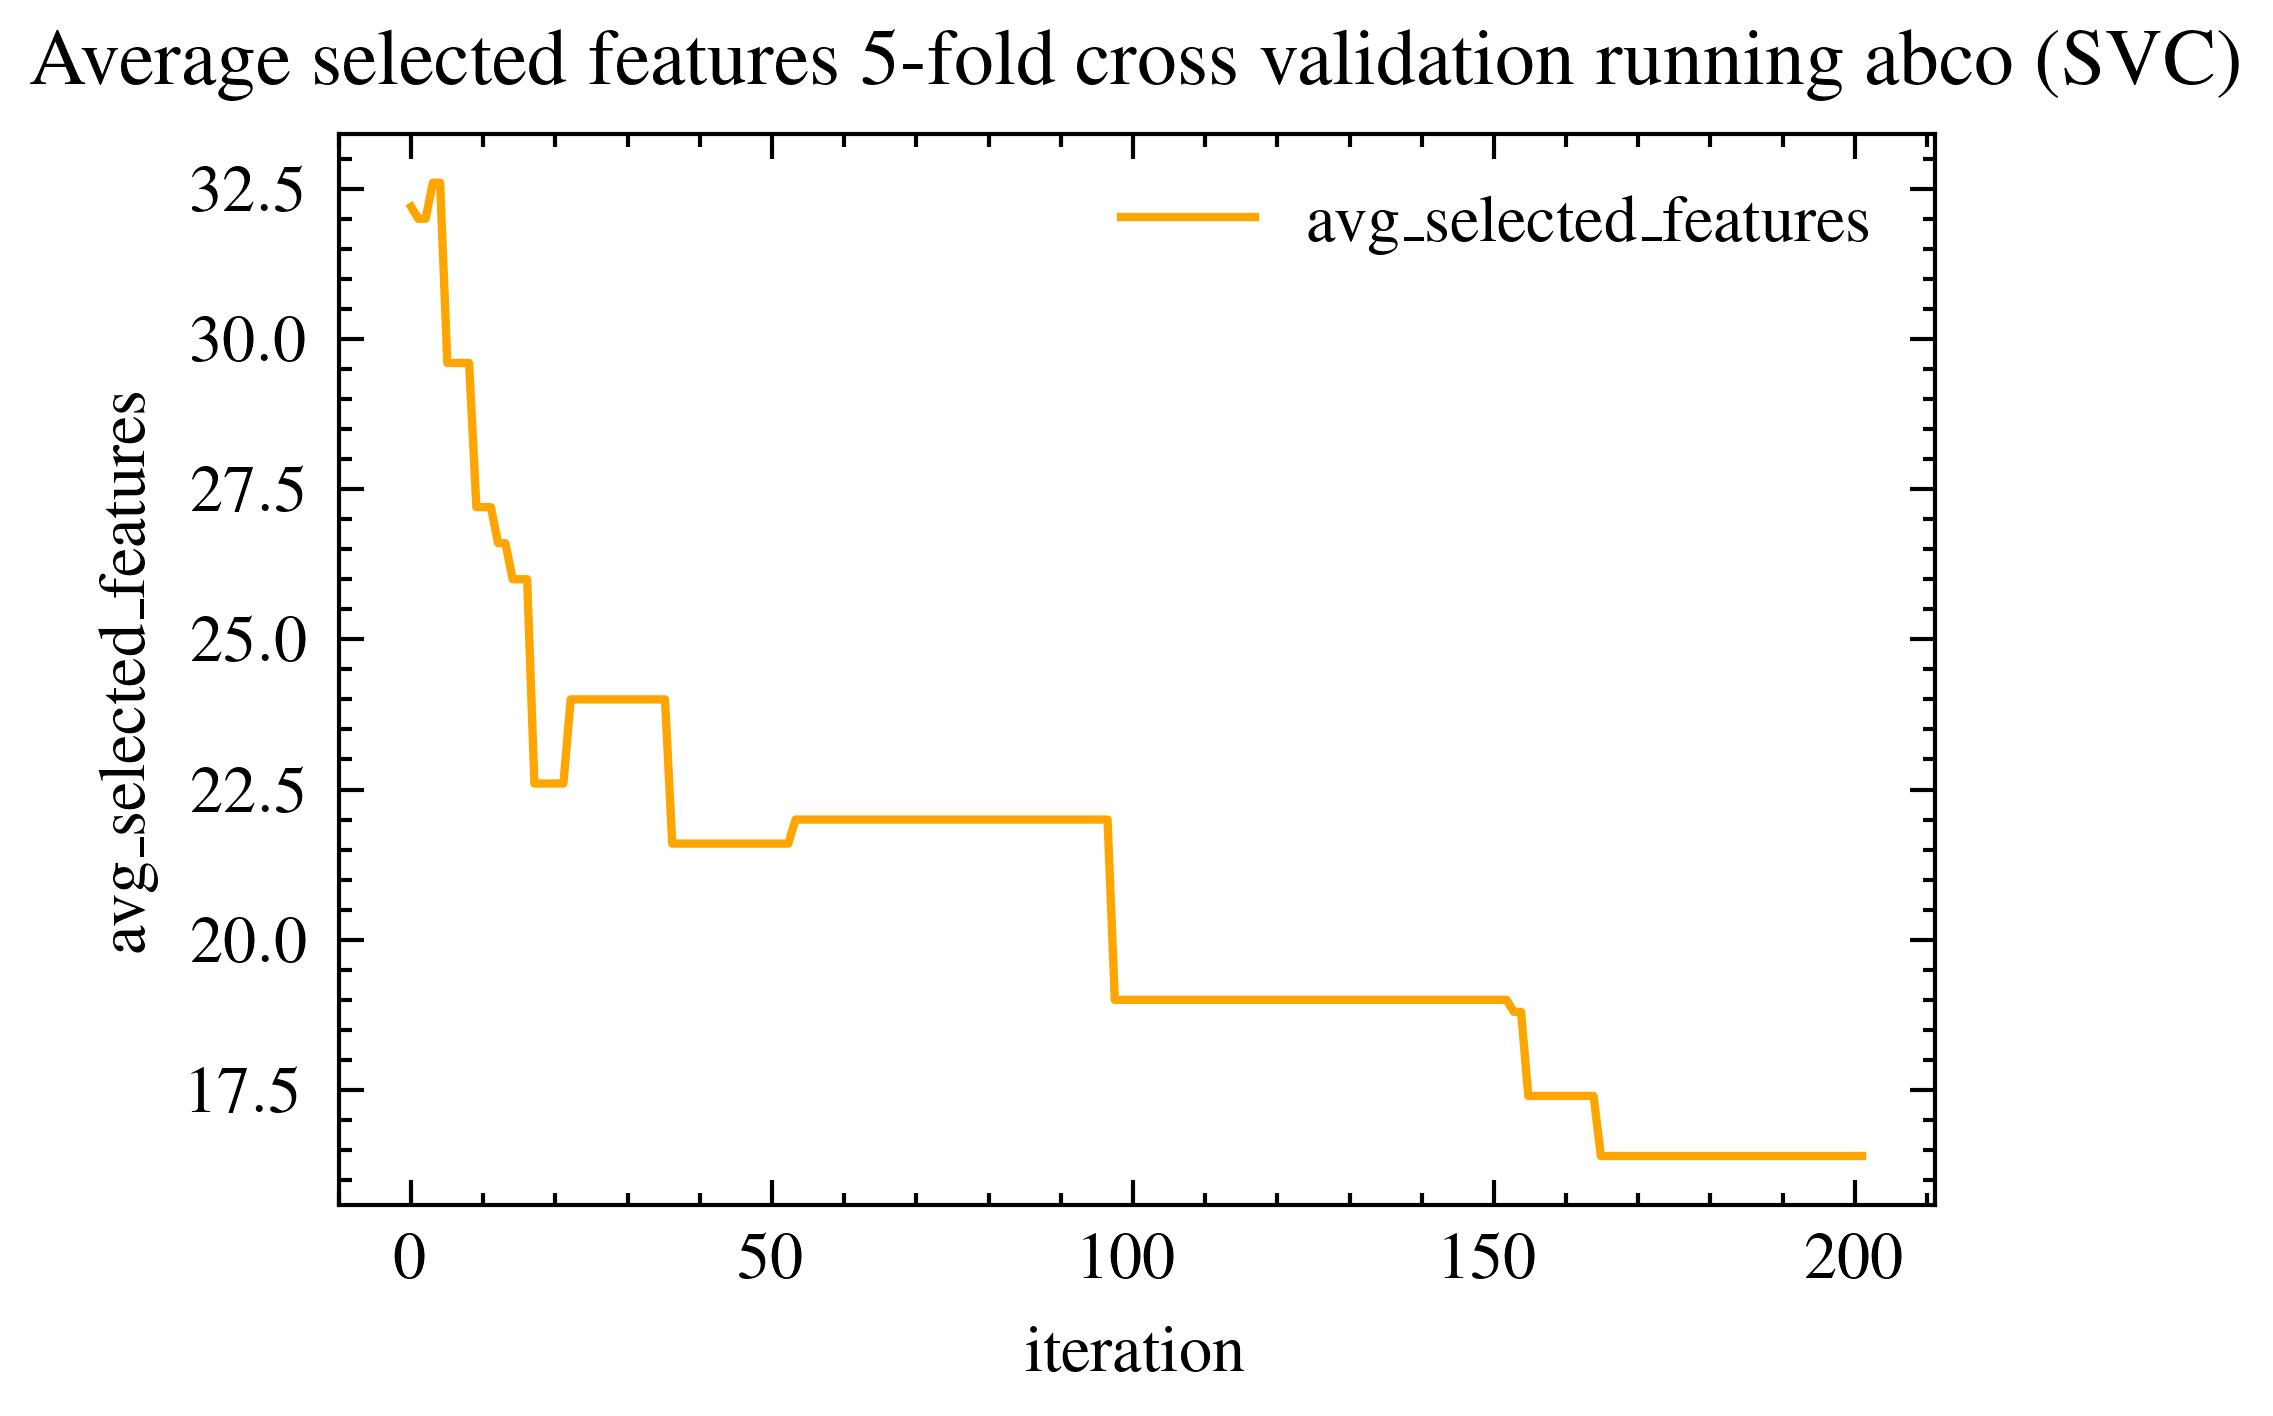 Average selected features 5-fold cross validation running abco (SVC)
avg_selected_features
32.5
30.0
27.5
25.0
22.5
20.0
17.5
avg_selected_features
0 50 100 150 200
iteration